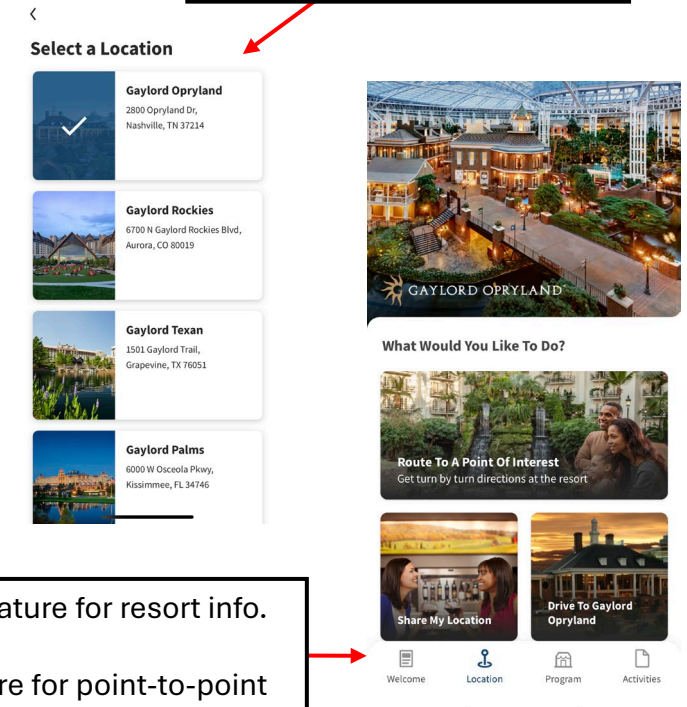 Select a Location
Gaylord Opryland
2800 Opryland Dr,
Nashville, TN 37214
Gaylord Rockies
6700 N Gaylord Rockies Blvd,
Aurora, CO 80019
Gaylord Texan
1501 Gaylord Trail,
Grapevine, TX 76051
Gaylord Palms
6000 W Osceola Pkwy,
Kissimmee, FL 34746
GAYLORD OPRYLAND
What Would You Like To Do?
Route To A Point Of Interest
Get turn by turn directions at the resort
Share My Location
Drive To Gaylord
Opryland
Welcome
Location
Program
Activities
ature for resort info.
re for point-to-point